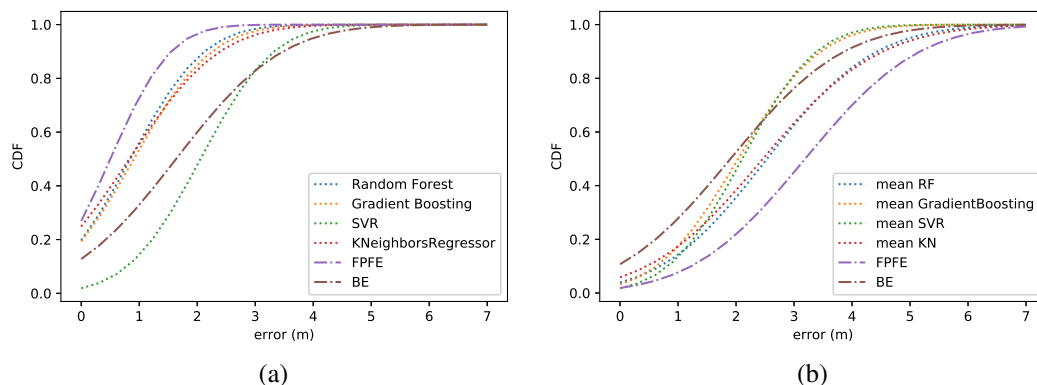 CDF
1.0
0.8
0.6
0.4
0.2
0.0
0 1 2 3 4 5 6 7
error (m)
Random Forest
Gradient Boosting
SVR
KNeighborsRegressor
FPFE
BE
(a)
CDF
1.0
0.8
0.6
0.4
0.2
0.0
0 1 2 3 4 5 6 7
error (m)
mean RF
mean GradientBoosting
mean SVR
mean KN
FPFE
BE
(b)